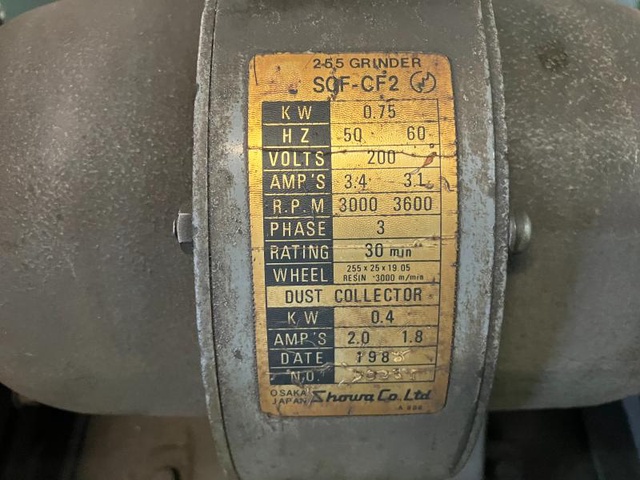 255 GRINDER
SCF-CF2
KW 0.75
HZ 50 60
VOLTS 200
AMP'S 3.4 3.1
R.P.M 3000 3600
PHASE 3
RATING 30 min
WHEEL 255 x 25 x 19.05
RESIN 3000 m/min
DUST COLLECTOR
KW 0.4
AMP'S 2.0 1.8
DATE
NO.
OSAKA
JAPAN
Showa Co. Ltd